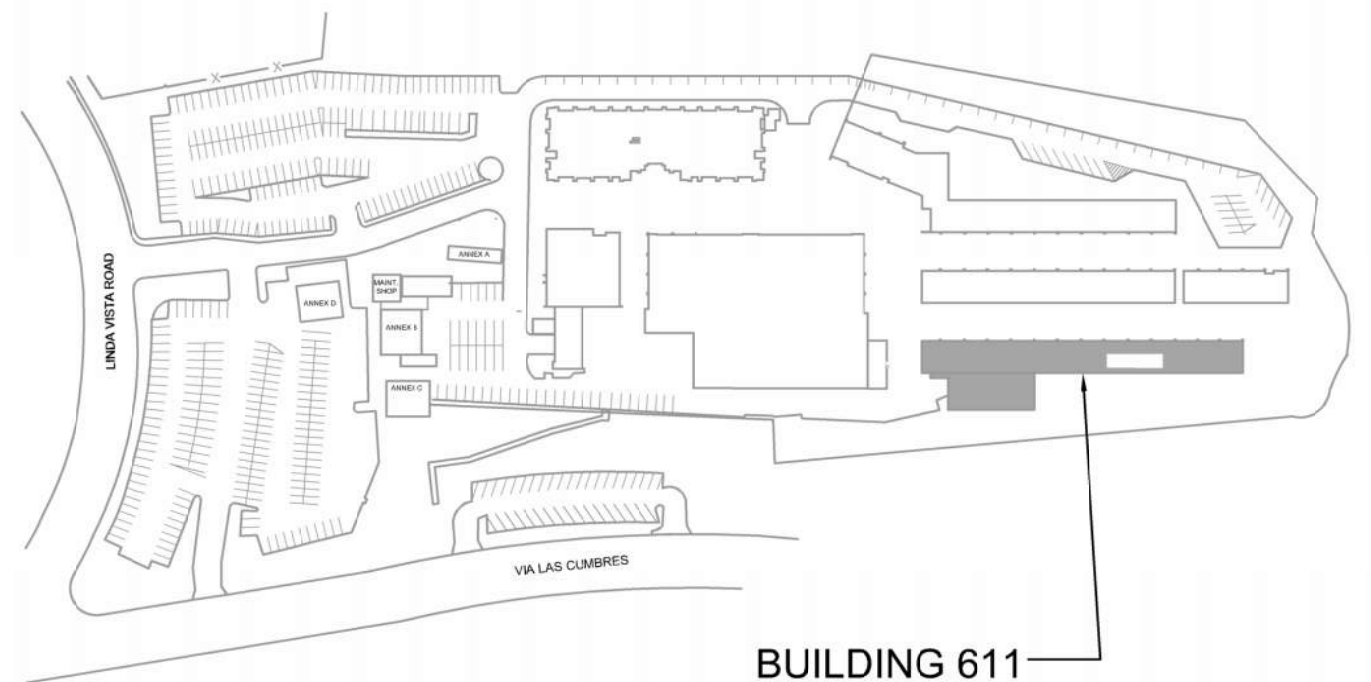 LINDA VISTA ROAD
ANNEX A
MAINT.
SHOP
ANNEX D
ANNEX B
ANNEX C
VIA LAS CUMBRES
BUILDING 611